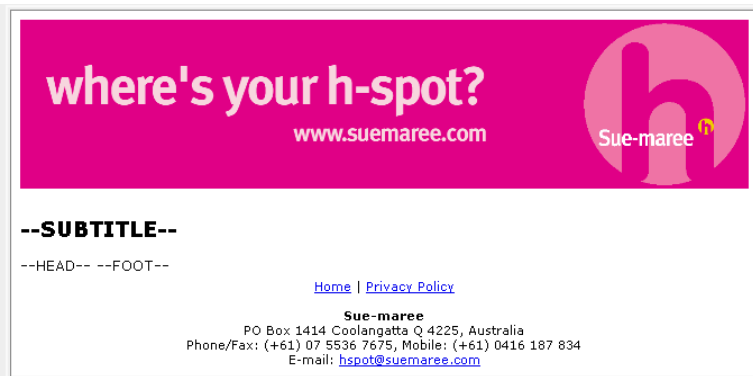 where's your h-spot?
www.suemaree.com
h
Sue-maree h
--SUBTITLE--
--HEAD-- --FOOT--
Home | Privacy Policy
Sue-maree
PO Box 1414 Coolangatta Q 4225, Australia
Phone/Fax: (+61) 07 5536 7675, Mobile: (+61) 0416 187 834
E-mail: hspot@suemaree.com